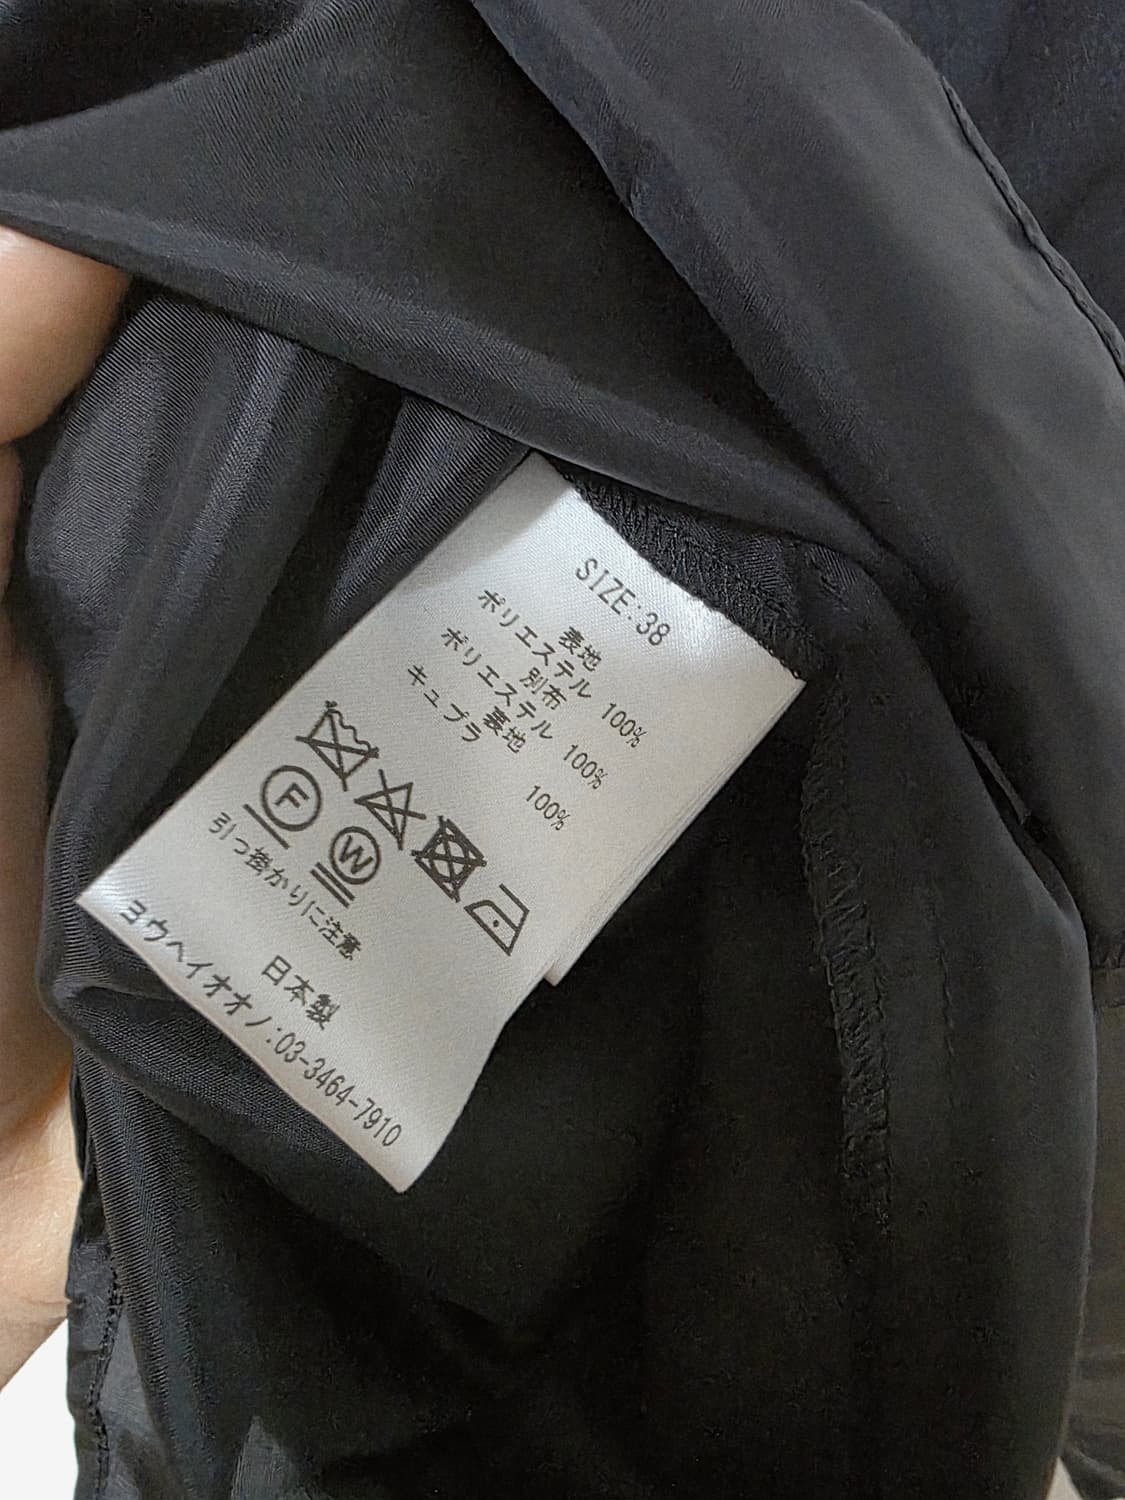 SIZE:38
表地
ポリエステル 100%
別布
ポリエステル 100%
裏地
キュプラ 100%
F
W
引っ掛かりに注意
日本製
ヨウヘイオオノ:03-3464-7910